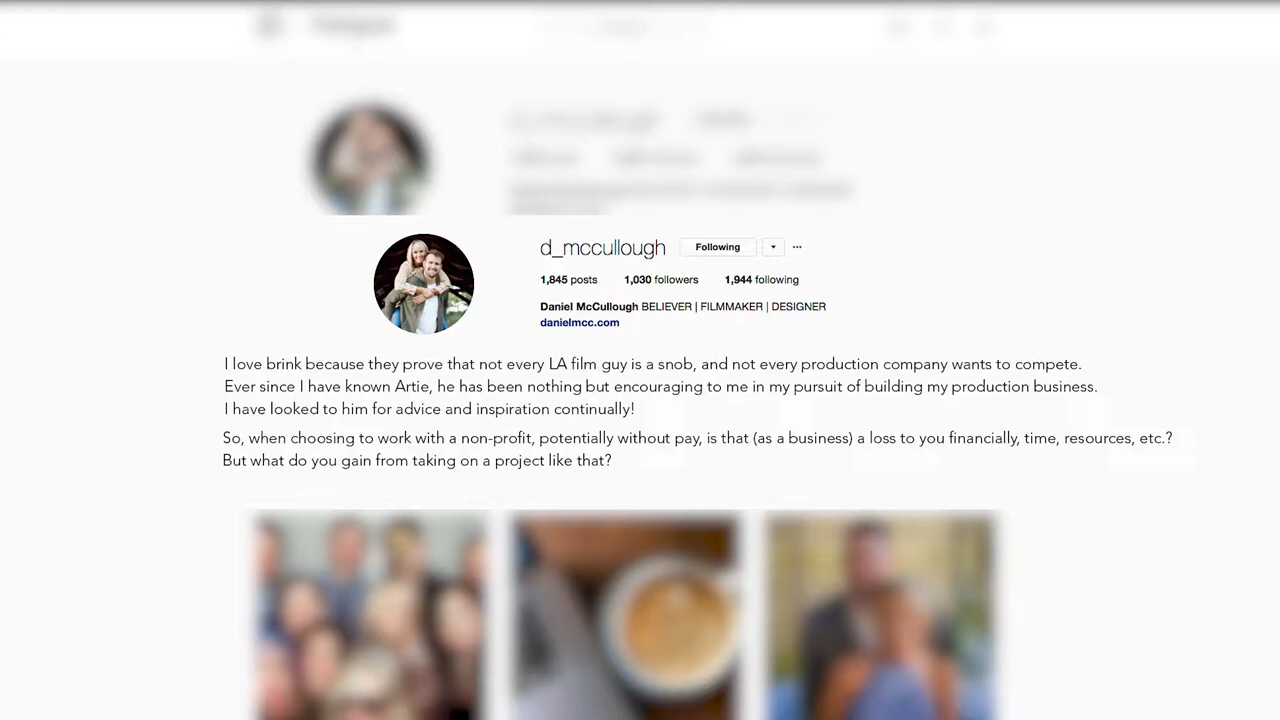 d_mccullough Following ...
1,845 posts 1,030 followers 1,944 following
Daniel McCullough BELIEVER | FILMMAKER | DESIGNER
danielmcc.com
I love brink because they prove that not every LA film guy is a snob, and not every production company wants to compete.
Ever since I have known Artie, he has been nothing but encouraging to me in my pursuit of building my production business.
I have looked to him for advice and inspiration continually!
So, when choosing to work with a non-profit, potentially without pay, is that (as a business) a loss to you financially, time, resources, etc.?
But what do you gain from taking on a project like that?